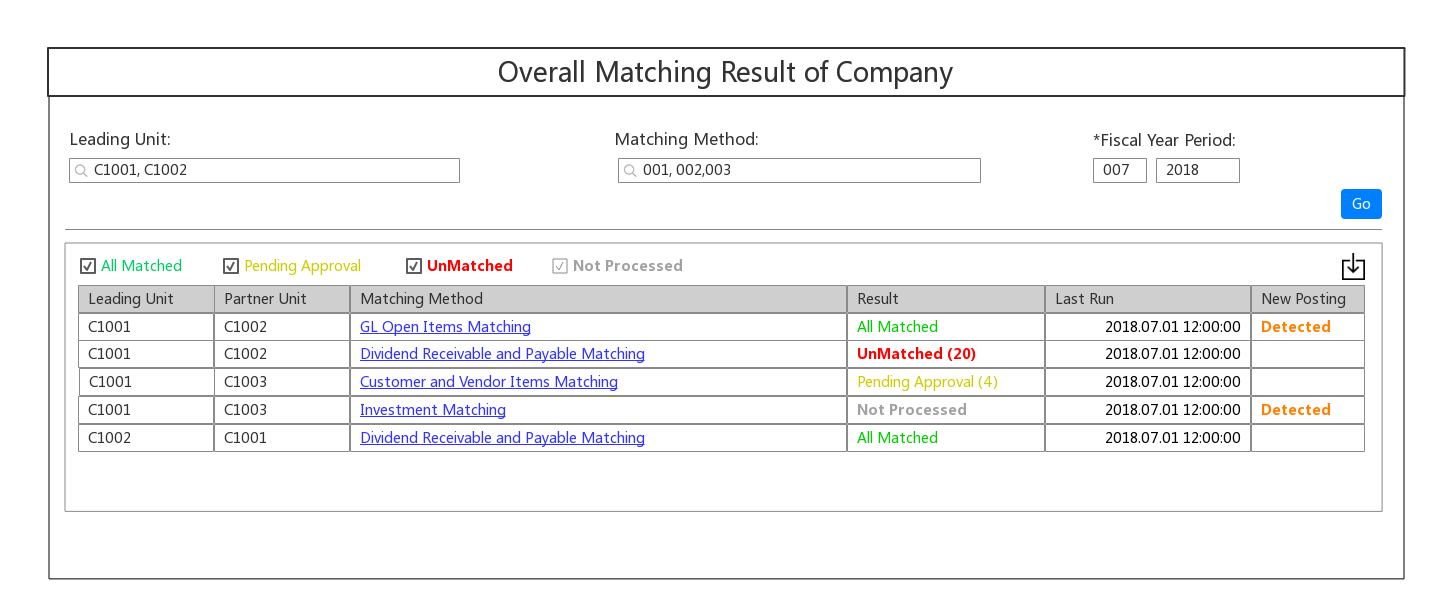 Overall Matching Result of Company
Leading Unit: Matching Method: *Fiscal Year Period:
C1001, C1002 001, 002,003 007 2018
Go
All Matched Pending Approval UnMatched Not Processed
Leading Unit Partner Unit Matching Method Result Last Run New Posting
C1001 C1002 GL Open Items Matching All Matched 2018.07.01 12:00:00 Detected
C1001 C1002 Dividend Receivable and Payable Matching UnMatched (20) 2018.07.01 12:00:00
C1001 C1003 Customer and Vendor Items Matching Pending Approval (4) 2018.07.01 12:00:00
C1001 C1003 Investment Matching Not Processed 2018.07.01 12:00:00 Detected
C1002 C1001 Dividend Receivable and Payable Matching All Matched 2018.07.01 12:00:00